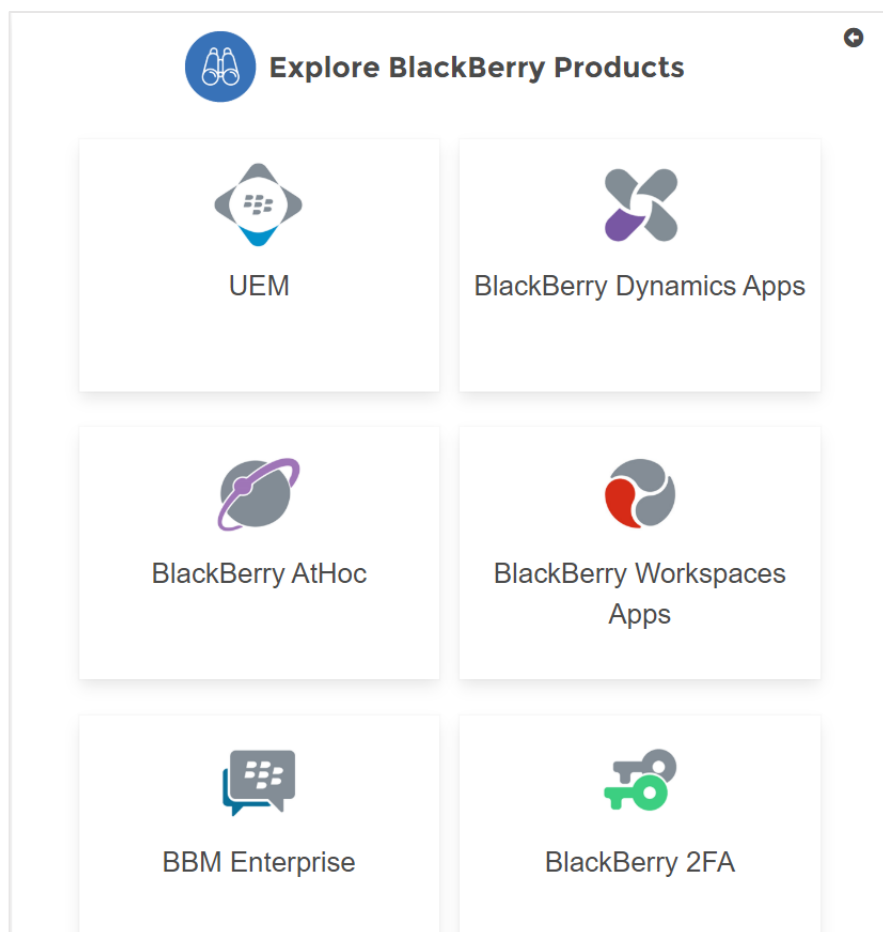 Explore BlackBerry Products
UEM
BlackBerry Dynamics Apps
BlackBerry AtHoc
BlackBerry Workspaces
Apps
BBM Enterprise
BlackBerry 2FA